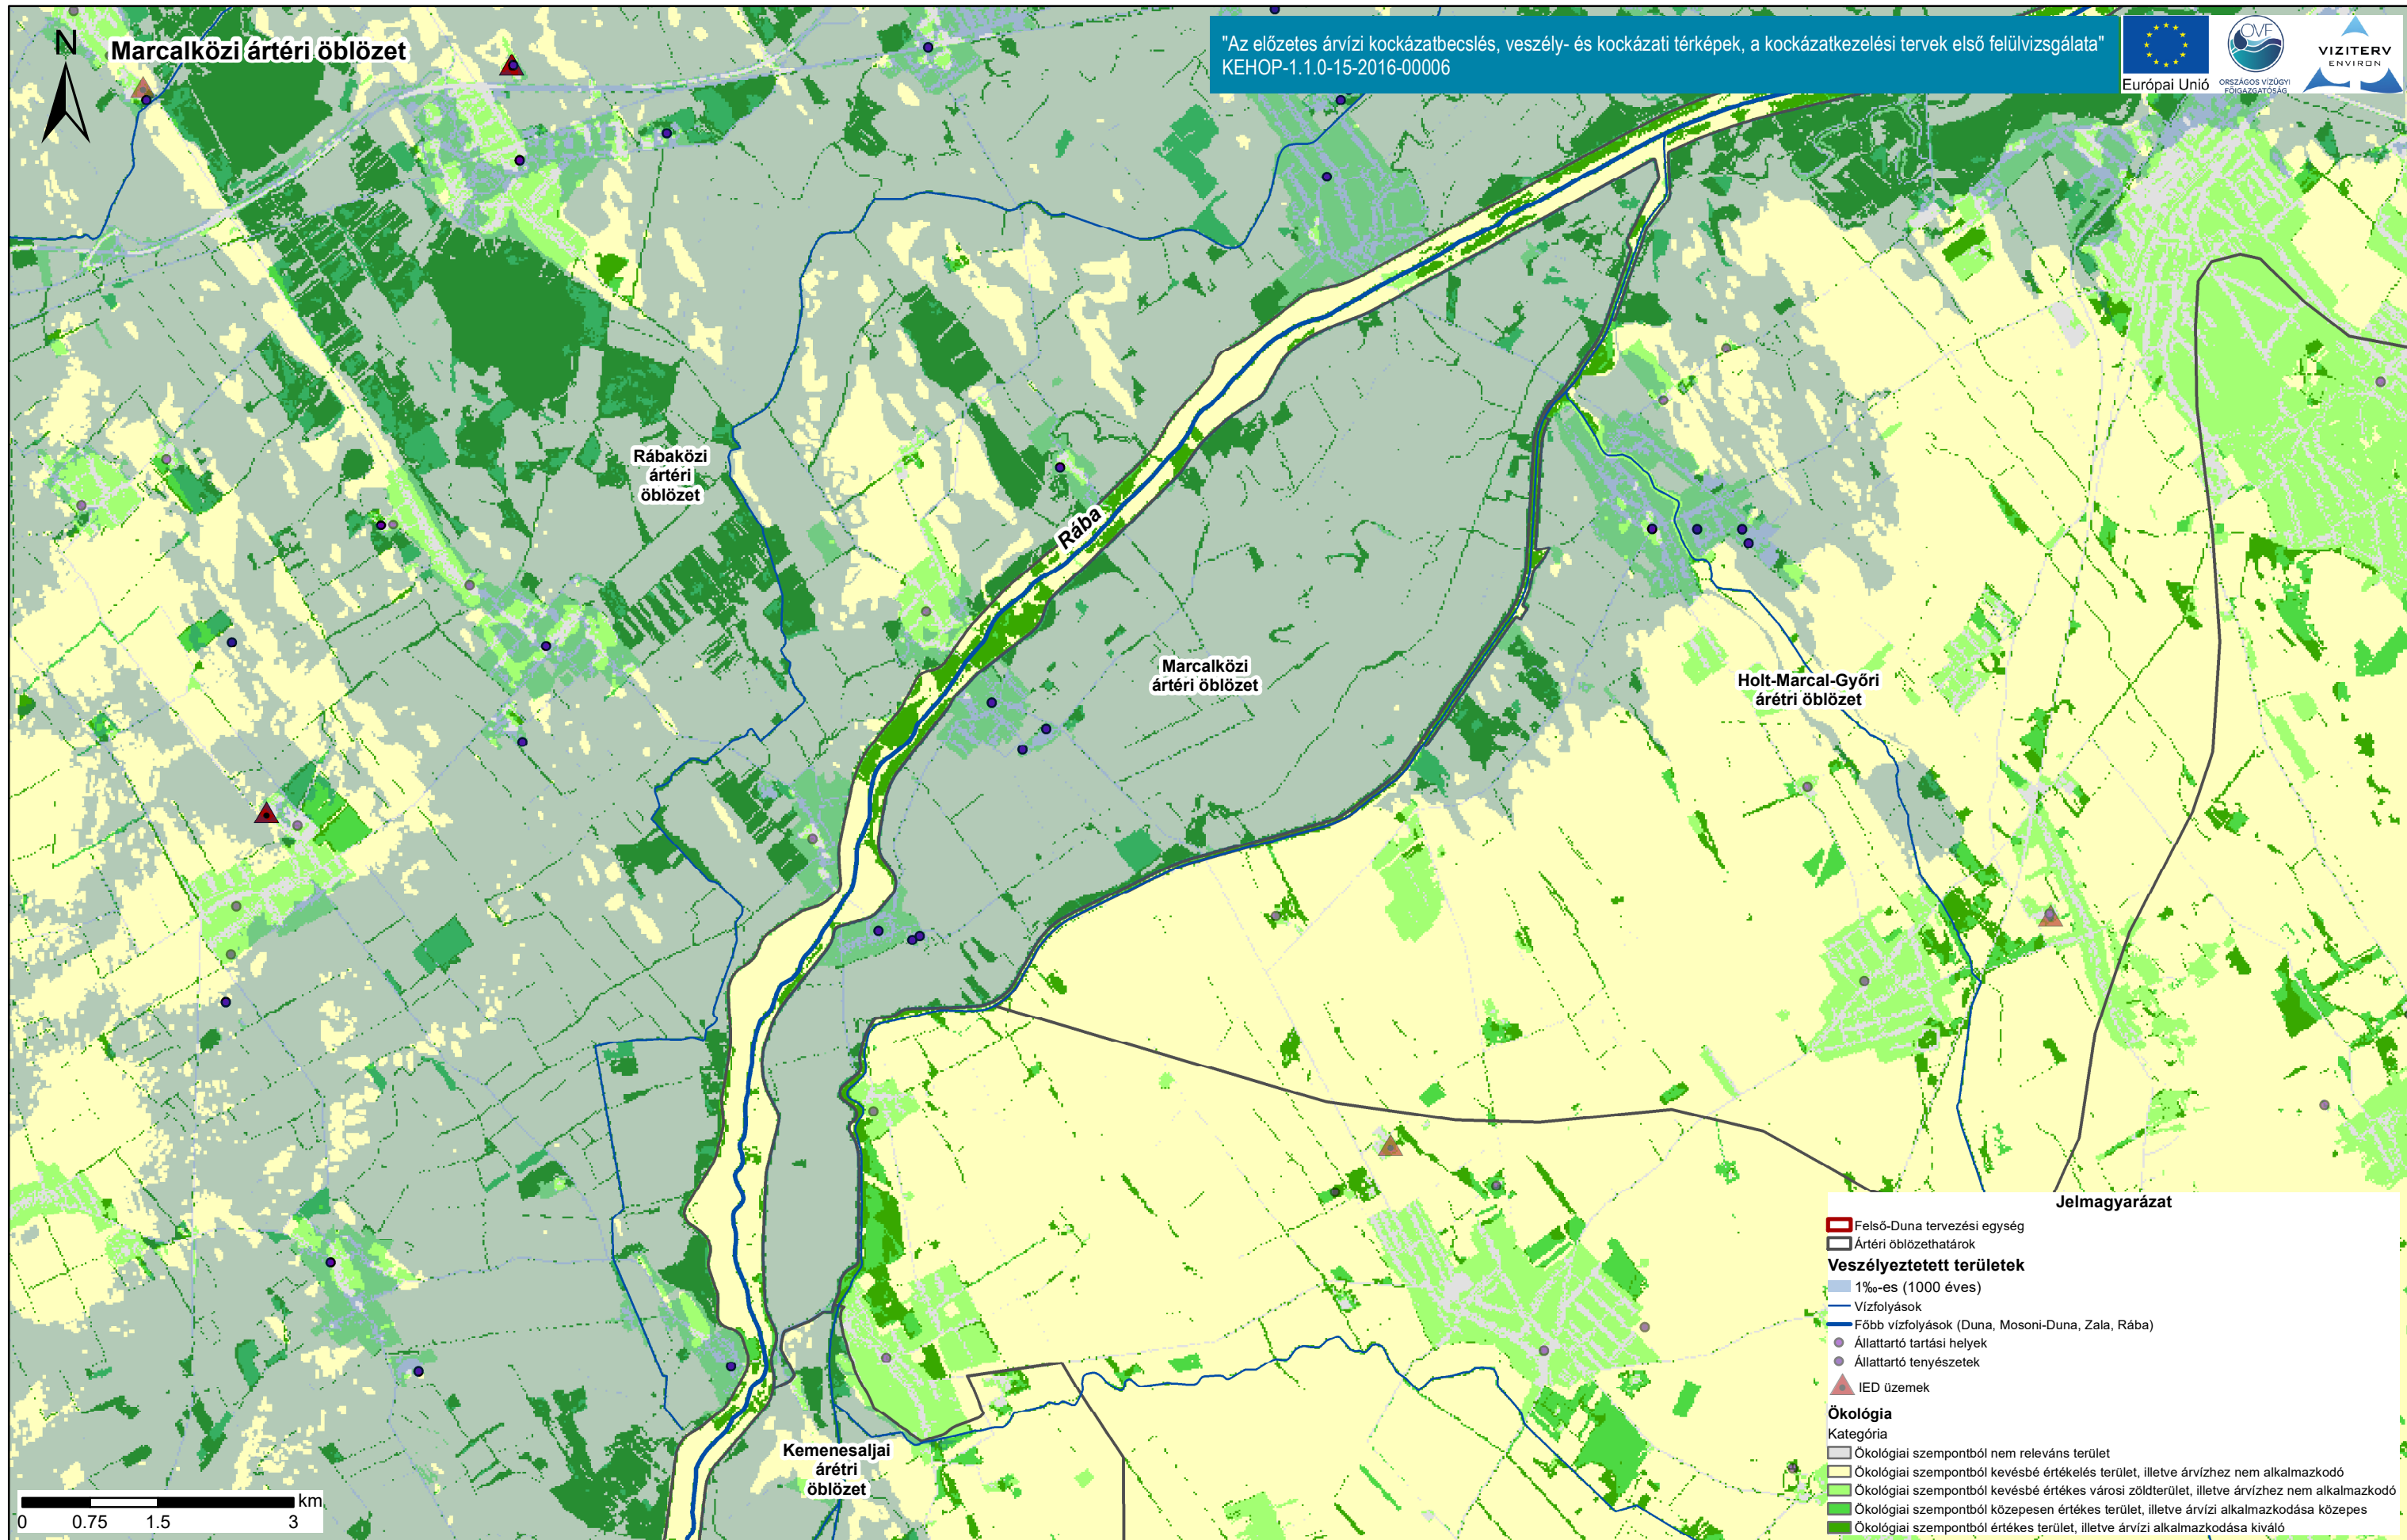 N
Marcalközi ártéri öblözet
"Az előzetes árvízi kockázatbecslés, veszély- és kockázati térképek, a kockázatkezelési tervek első felülvizsgálata"
KEHOP-1.1.0-15-2016-00006
Európai Unió
OVF
ORSZÁGOS VÍZÜGYI
FŐIGAZGATÓSÁG
VIZITERV
ENVIRON
Rábaközi
ártéri
öblözet
Rába
Marcalközi
ártéri öblözet
Holt-Marcal-Győri
árétri öblözet
Kemenesaljai
árétri
öblözet
km
0 0.75 1.5 3
Jelmagyarázat
Felső-Duna tervezési egység
Ártéri öblözethatárok
Veszélyeztetett területek
1‰-es (1000 éves)
Vízfolyások
Főbb vízfolyások (Duna, Mosoni-Duna, Zala, Rába)
Állattartó tartási helyek
Állattartó tenyészetek
IED üzemek
Ökológia
Kategória
Ökológiai szempontból nem releváns terület
Ökológiai szempontból kevésbé értékelés terület, illetve árvízhez nem alkalmazkodó
Ökológiai szempontból kevésbé értékes városi zöldterület, illetve árvízhez nem alkalmazkodó
Ökológiai szempontból közepesen értékes terület, illetve árvízi alkalmazkodása közepes
Ökológiai szempontból értékes terület, illetve árvízi alkalmazkodása kiváló